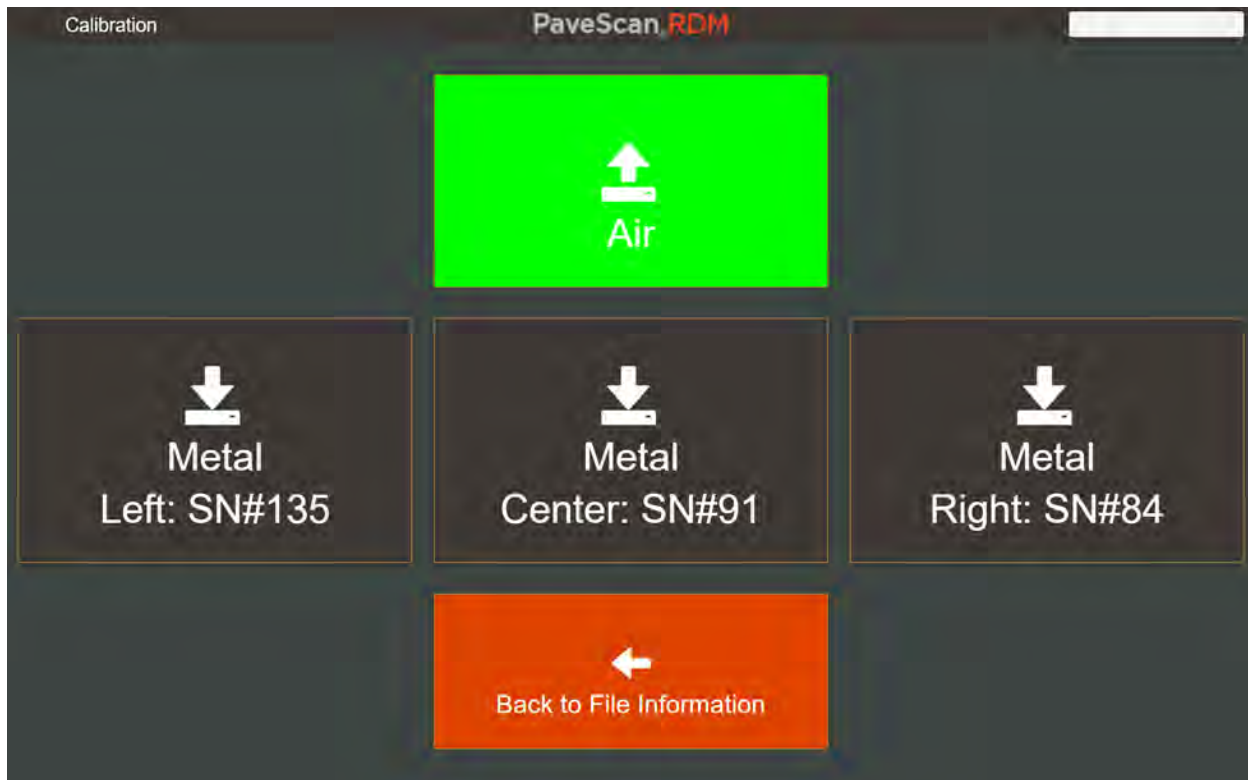 Calibration
PaveScan RDM
Air
Metal
Left: SN#135
Metal
Center: SN#91
Metal
Right: SN#84
Back to File Information